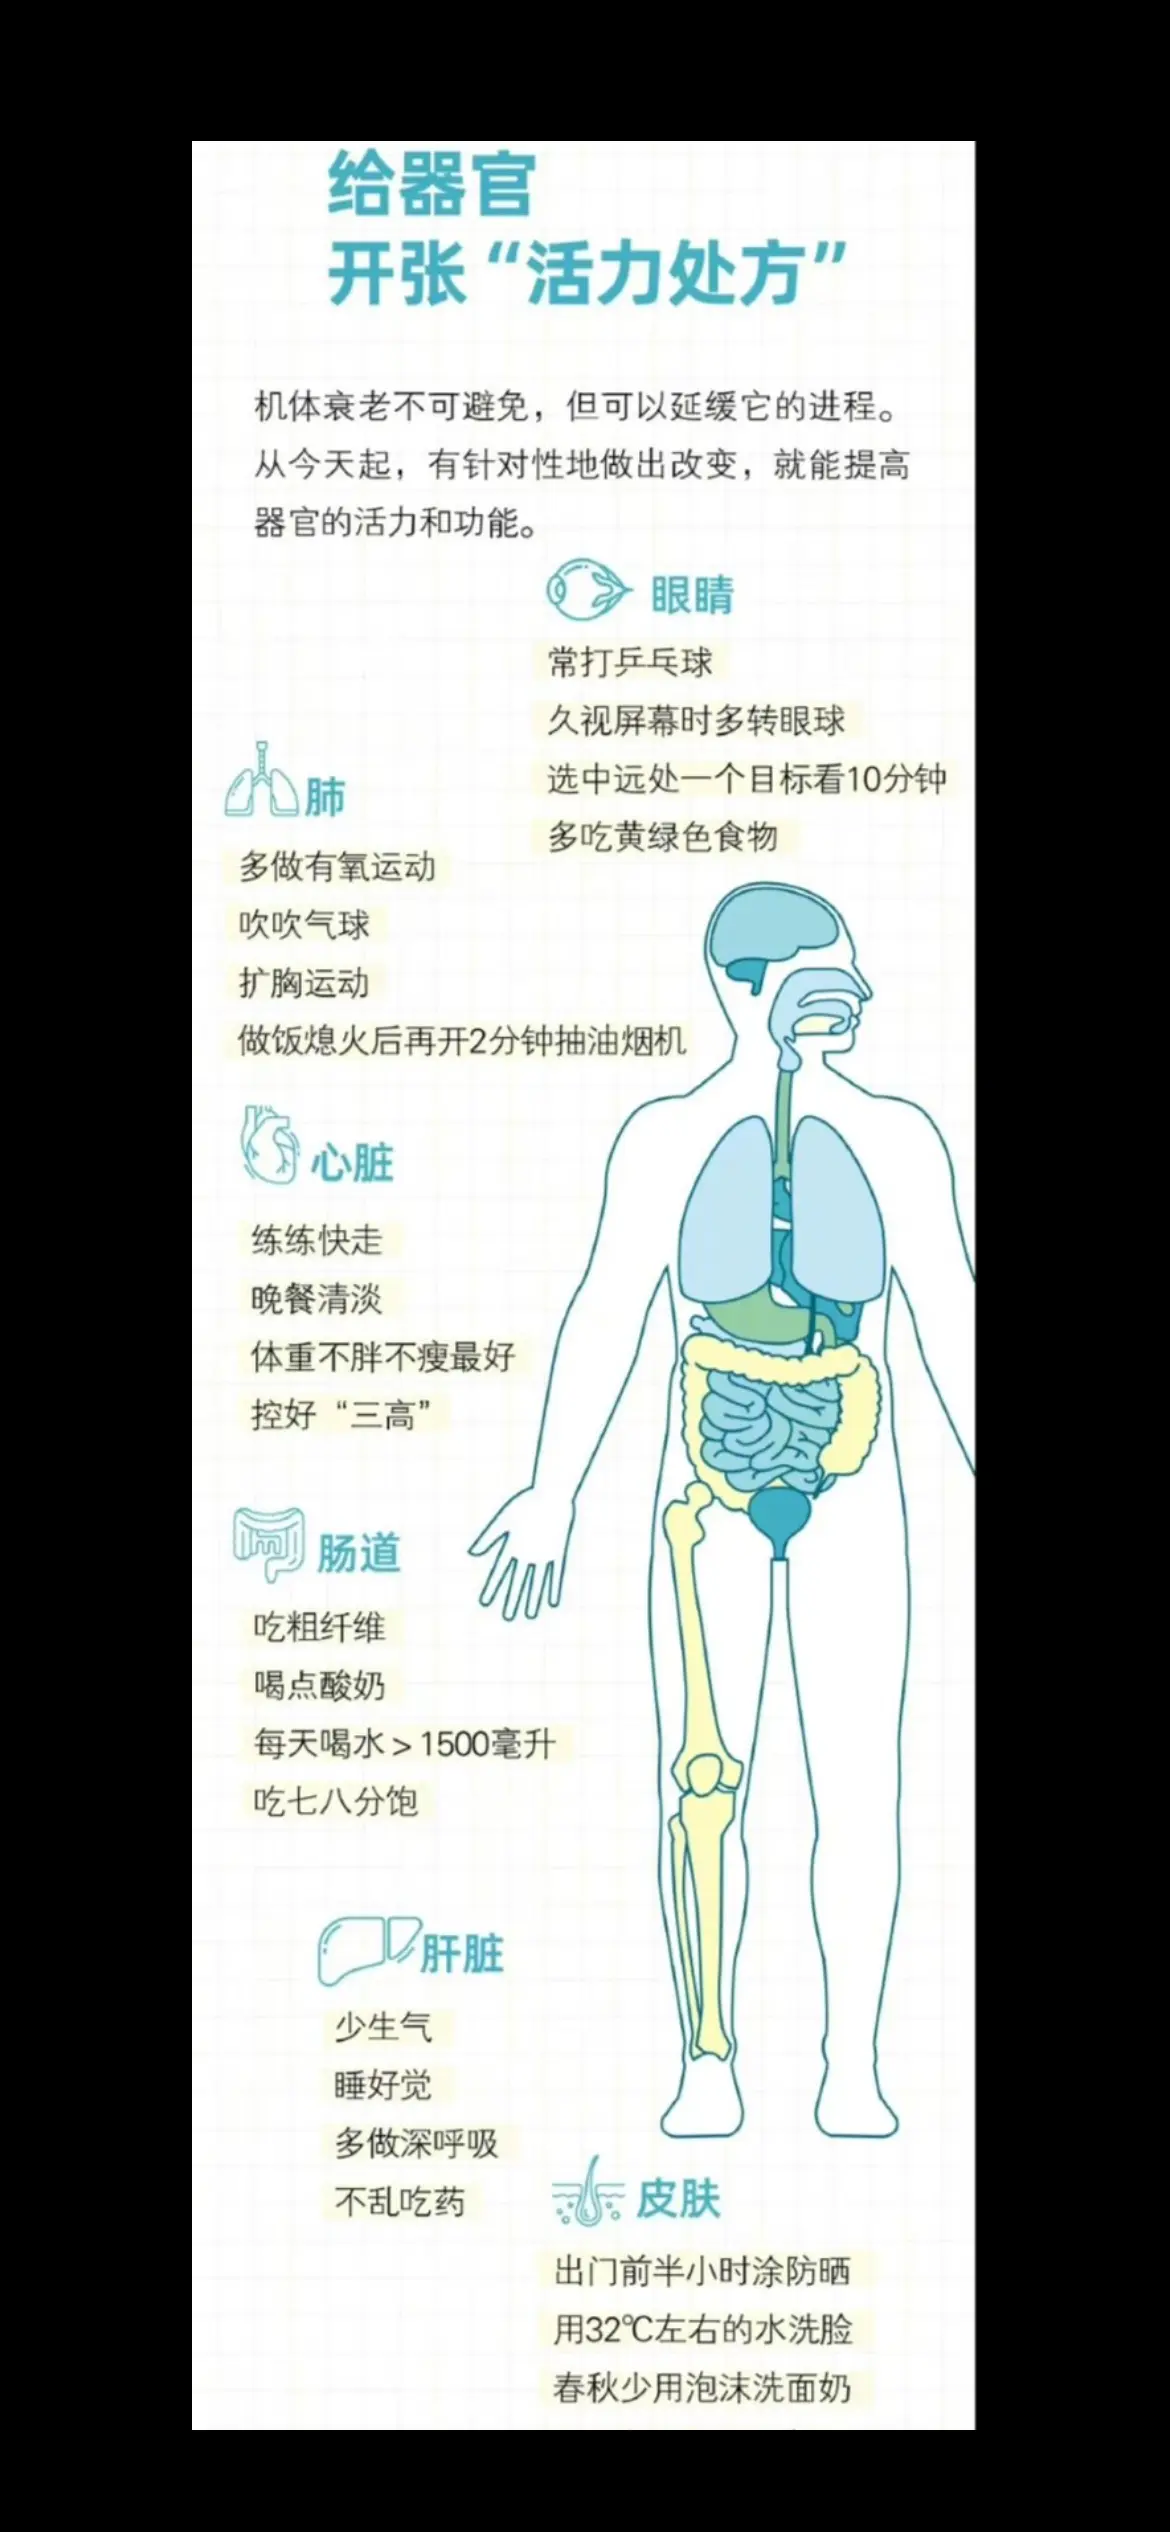 给器官
开张“活力处方”
机体衰老不可避免，但可以延缓它的进程。
从今天起，有针对性地做出改变，就能提高
器官的活力和功能。
眼睛
常打乒乓球
久视屏幕时多转眼球
选中远处一个目标看10分钟
多吃黄绿色食物
肺
多做有氧运动
吹吹气球
扩胸运动
做饭熄火后再开2分钟抽油烟机
心脏
练练快走
晚餐清淡
体重不胖不瘦最好
控好“三高”
肠道
吃粗纤维
喝点酸奶
每天喝水＞1500毫升
吃七八分饱
肝脏
少生气
睡好觉
多做深呼吸
不乱吃药
皮肤
出门前半小时涂防晒
用32℃左右的水洗脸
春秋少用泡沫洗面奶